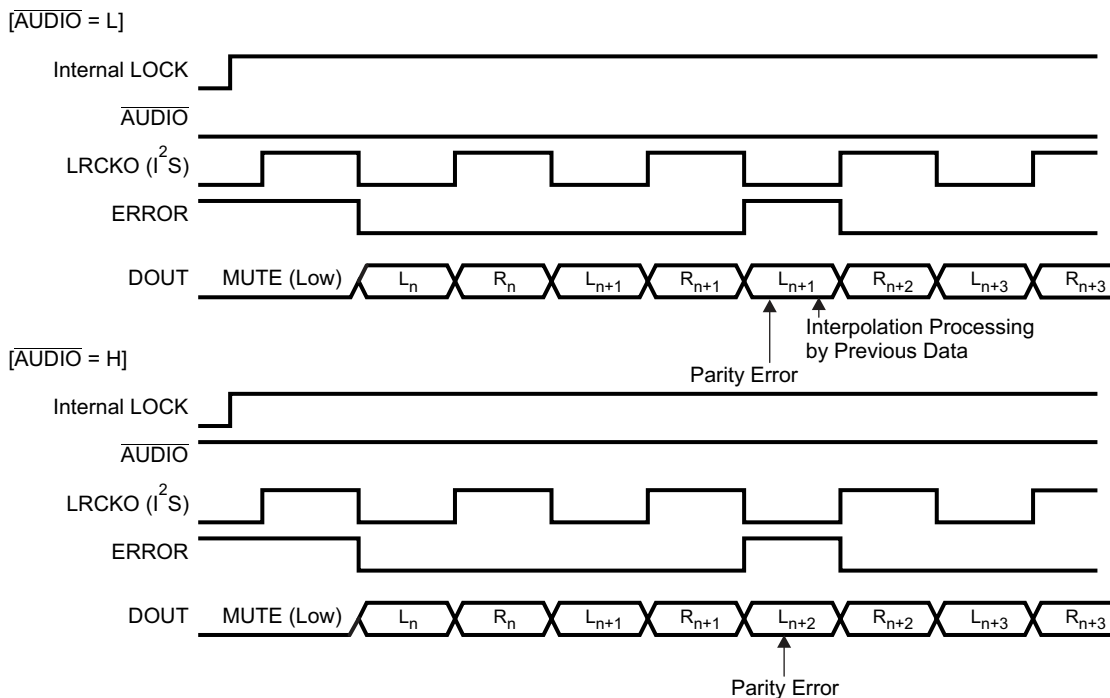 [AUDIO = L]
Internal LOCK
AUDIO
LRCKO (I²S)
ERROR
DOUT MUTE (Low) Lₙ Rₙ Lₙ₊₁ Rₙ₊₁ Lₙ₊₁ Rₙ₊₂ Lₙ₊₃ Rₙ₊₃
Interpolation Processing
by Previous Data
Parity Error
[AUDIO = H]
Internal LOCK
AUDIO
LRCKO (I²S)
ERROR
DOUT MUTE (Low) Lₙ Rₙ Lₙ₊₁ Rₙ₊₁ Lₙ₊₂ Rₙ₊₂ Lₙ₊₃ Rₙ₊₃
Parity Error